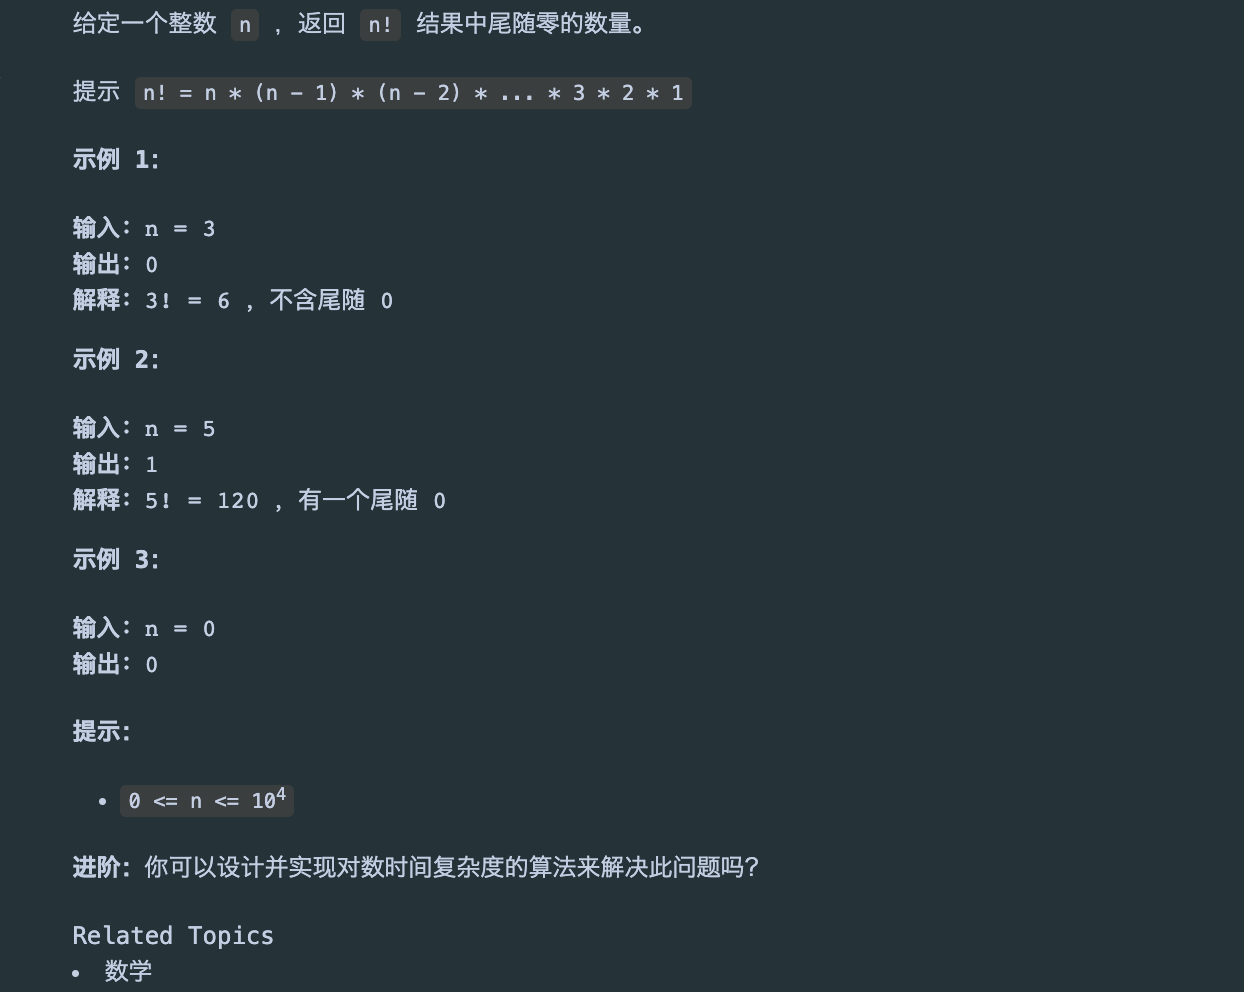 给定一个整数 n ，返回 n! 结果中尾随零的数量。
提示 n! = n * (n - 1) * (n - 2) * ... * 3 * 2 * 1
示例 1:
输入：n = 3
输出：0
解释：3! = 6 ，不含尾随 0
示例 2:
输入：n = 5
输出：1
解释：5! = 120 ，有一个尾随 0
示例 3:
输入：n = 0
输出：0
提示：
• 0 <= n <= 10⁴
进阶：你可以设计并实现对数时间复杂度的算法来解决此问题吗？
Related Topics
• 数学